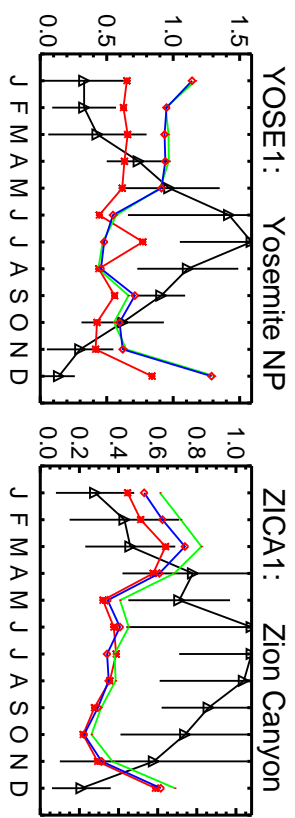 YOSE1: Yosemite NP
0.0 0.5 1.0 1.5
J F M A M J J A S O N D
ZICA1: Zion Canyon
0.0 0.2 0.4 0.6 0.8 1.0
J F M A M J J A S O N D